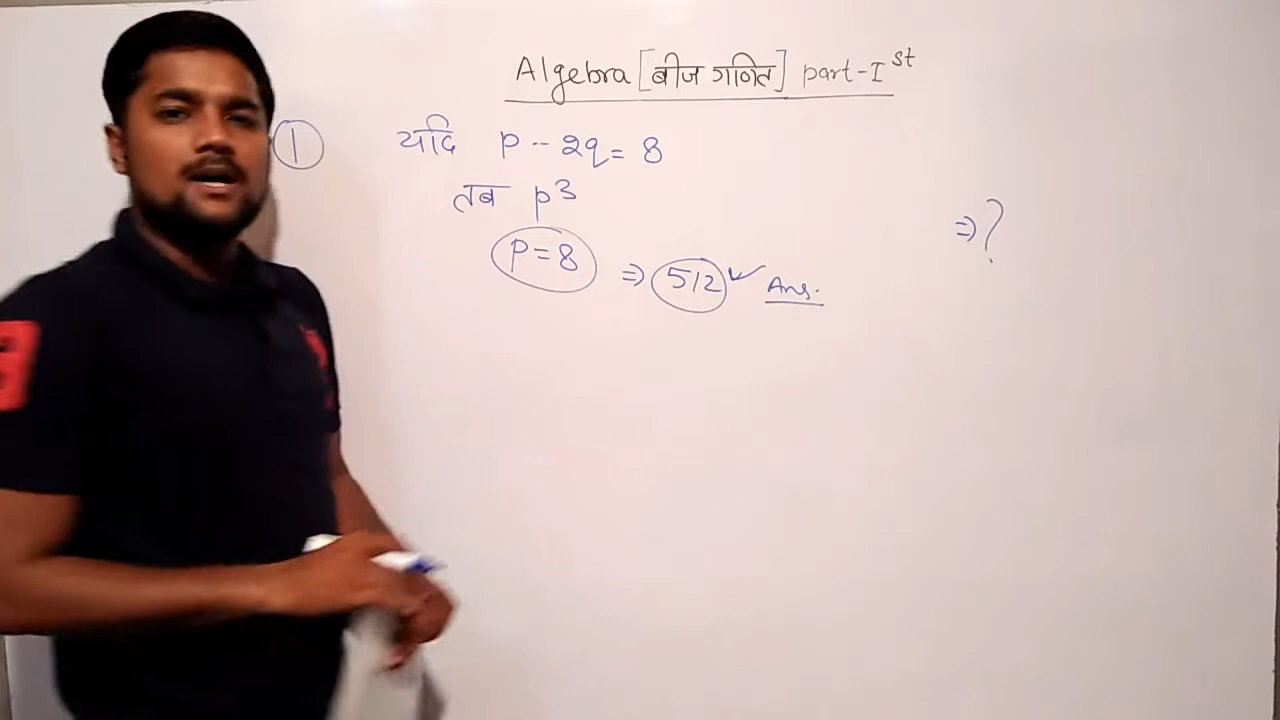 Algebra [बीज गणित] part-Iˢᵗ
① यदि p - 2q = 8
तब p³ ⇒ ?
p = 8 ⇒ 512 ✓ Ans.